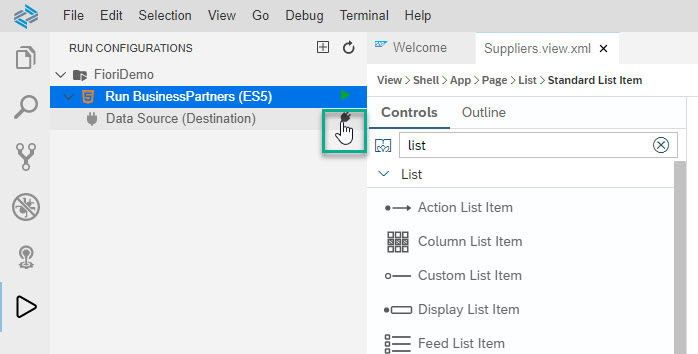 File Edit Selection View Go Debug Terminal Help
RUN CONFIGURATIONS
FioriDemo
Run BusinessPartners (ES5)
Data Source (Destination)
SAP Welcome
Suppliers.view.xml ×
View > Shell > App > Page > List > Standard List Item
Controls Outline
list
List
Action List Item
Column List Item
Custom List Item
Display List Item
Feed List Item